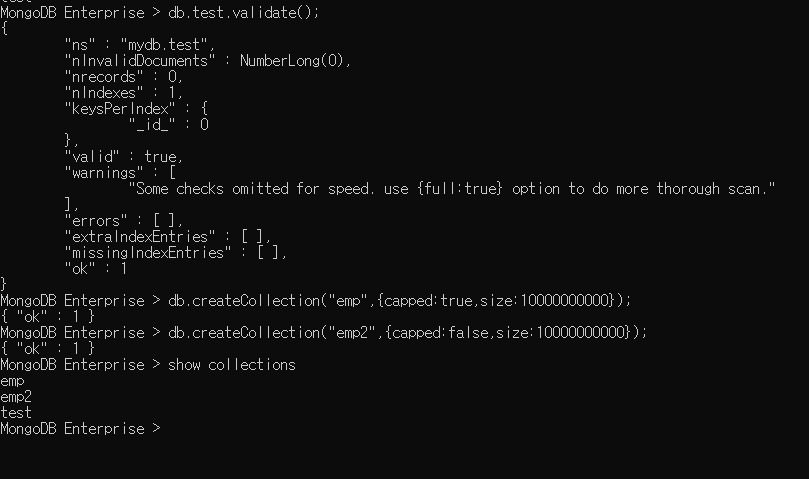 MongoDB Enterprise > db.test.validate();
{
        "ns" : "mydb.test",
        "nInvalidDocuments" : NumberLong(0),
        "nrecords" : 0,
        "nIndexes" : 1,
        "keysPerIndex" : {
                "_id_" : 0
        },
        "valid" : true,
        "warnings" : [
                "Some checks omitted for speed. use {full:true} option to do more thorough scan."
        ],
        "errors" : [ ],
        "extraIndexEntries" : [ ],
        "missingIndexEntries" : [ ],
        "ok" : 1
}
MongoDB Enterprise > db.createCollection("emp",{capped:true,size:10000000000});
{ "ok" : 1 }
MongoDB Enterprise > db.createCollection("emp2",{capped:false,size:10000000000});
{ "ok" : 1 }
MongoDB Enterprise > show collections
emp
emp2
test
MongoDB Enterprise >